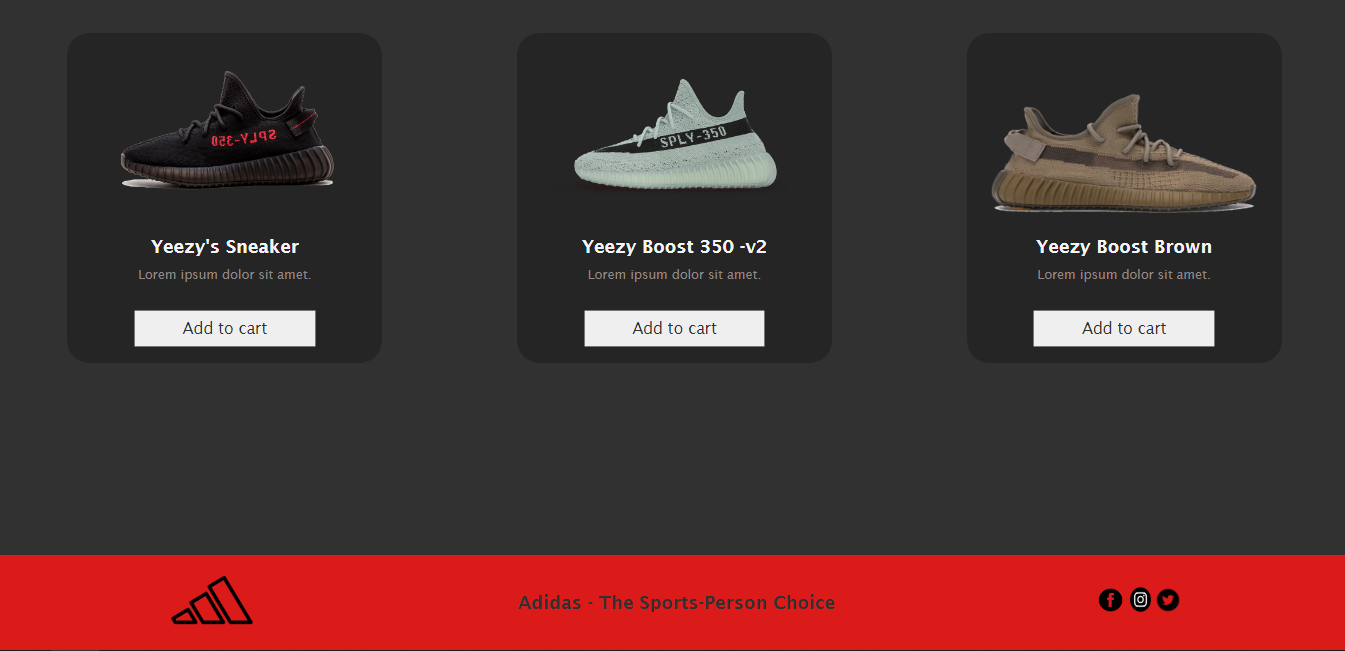 SPLY-350
SPLY-350
Yeezy's Sneaker
Yeezy Boost 350 -v2
Yeezy Boost Brown
Lorem ipsum dolor sit amet.
Lorem ipsum dolor sit amet.
Lorem ipsum dolor sit amet.
Add to cart
Add to cart
Add to cart
Adidas - The Sports-Person Choice